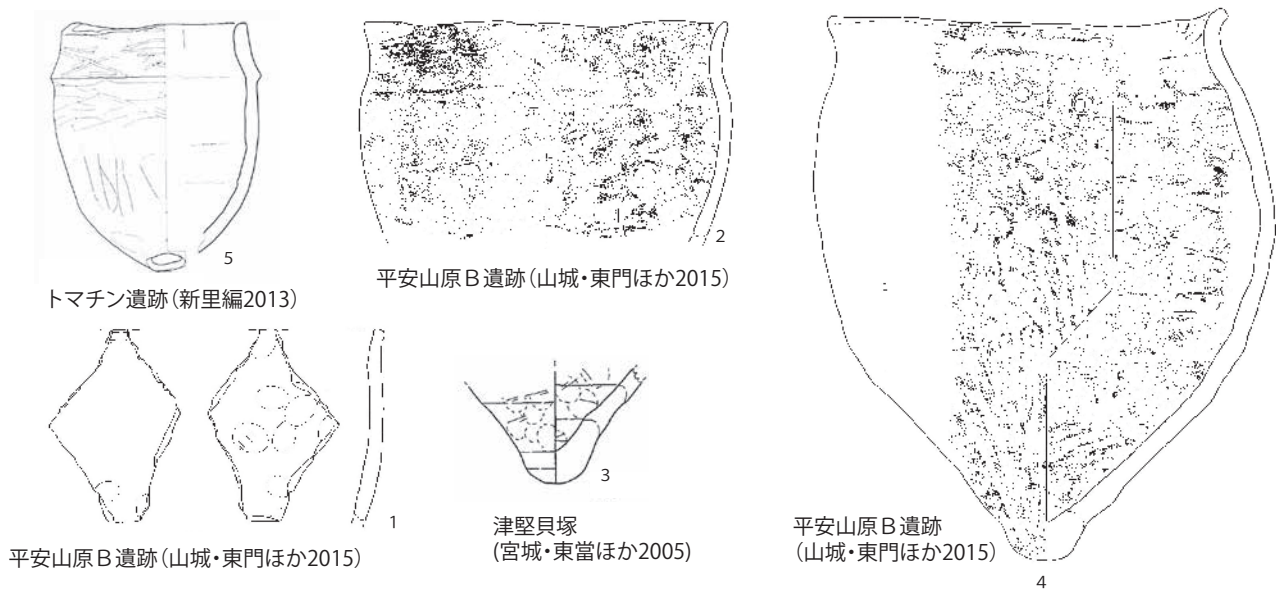 5
トマチン遺跡（新里編2013）
2
平安山原Ｂ遺跡（山城・東門ほか2015）
1
平安山原Ｂ遺跡（山城・東門ほか2015）
3
津堅貝塚
(宮城・東當ほか2005)
平安山原Ｂ遺跡
（山城・東門ほか2015）
4